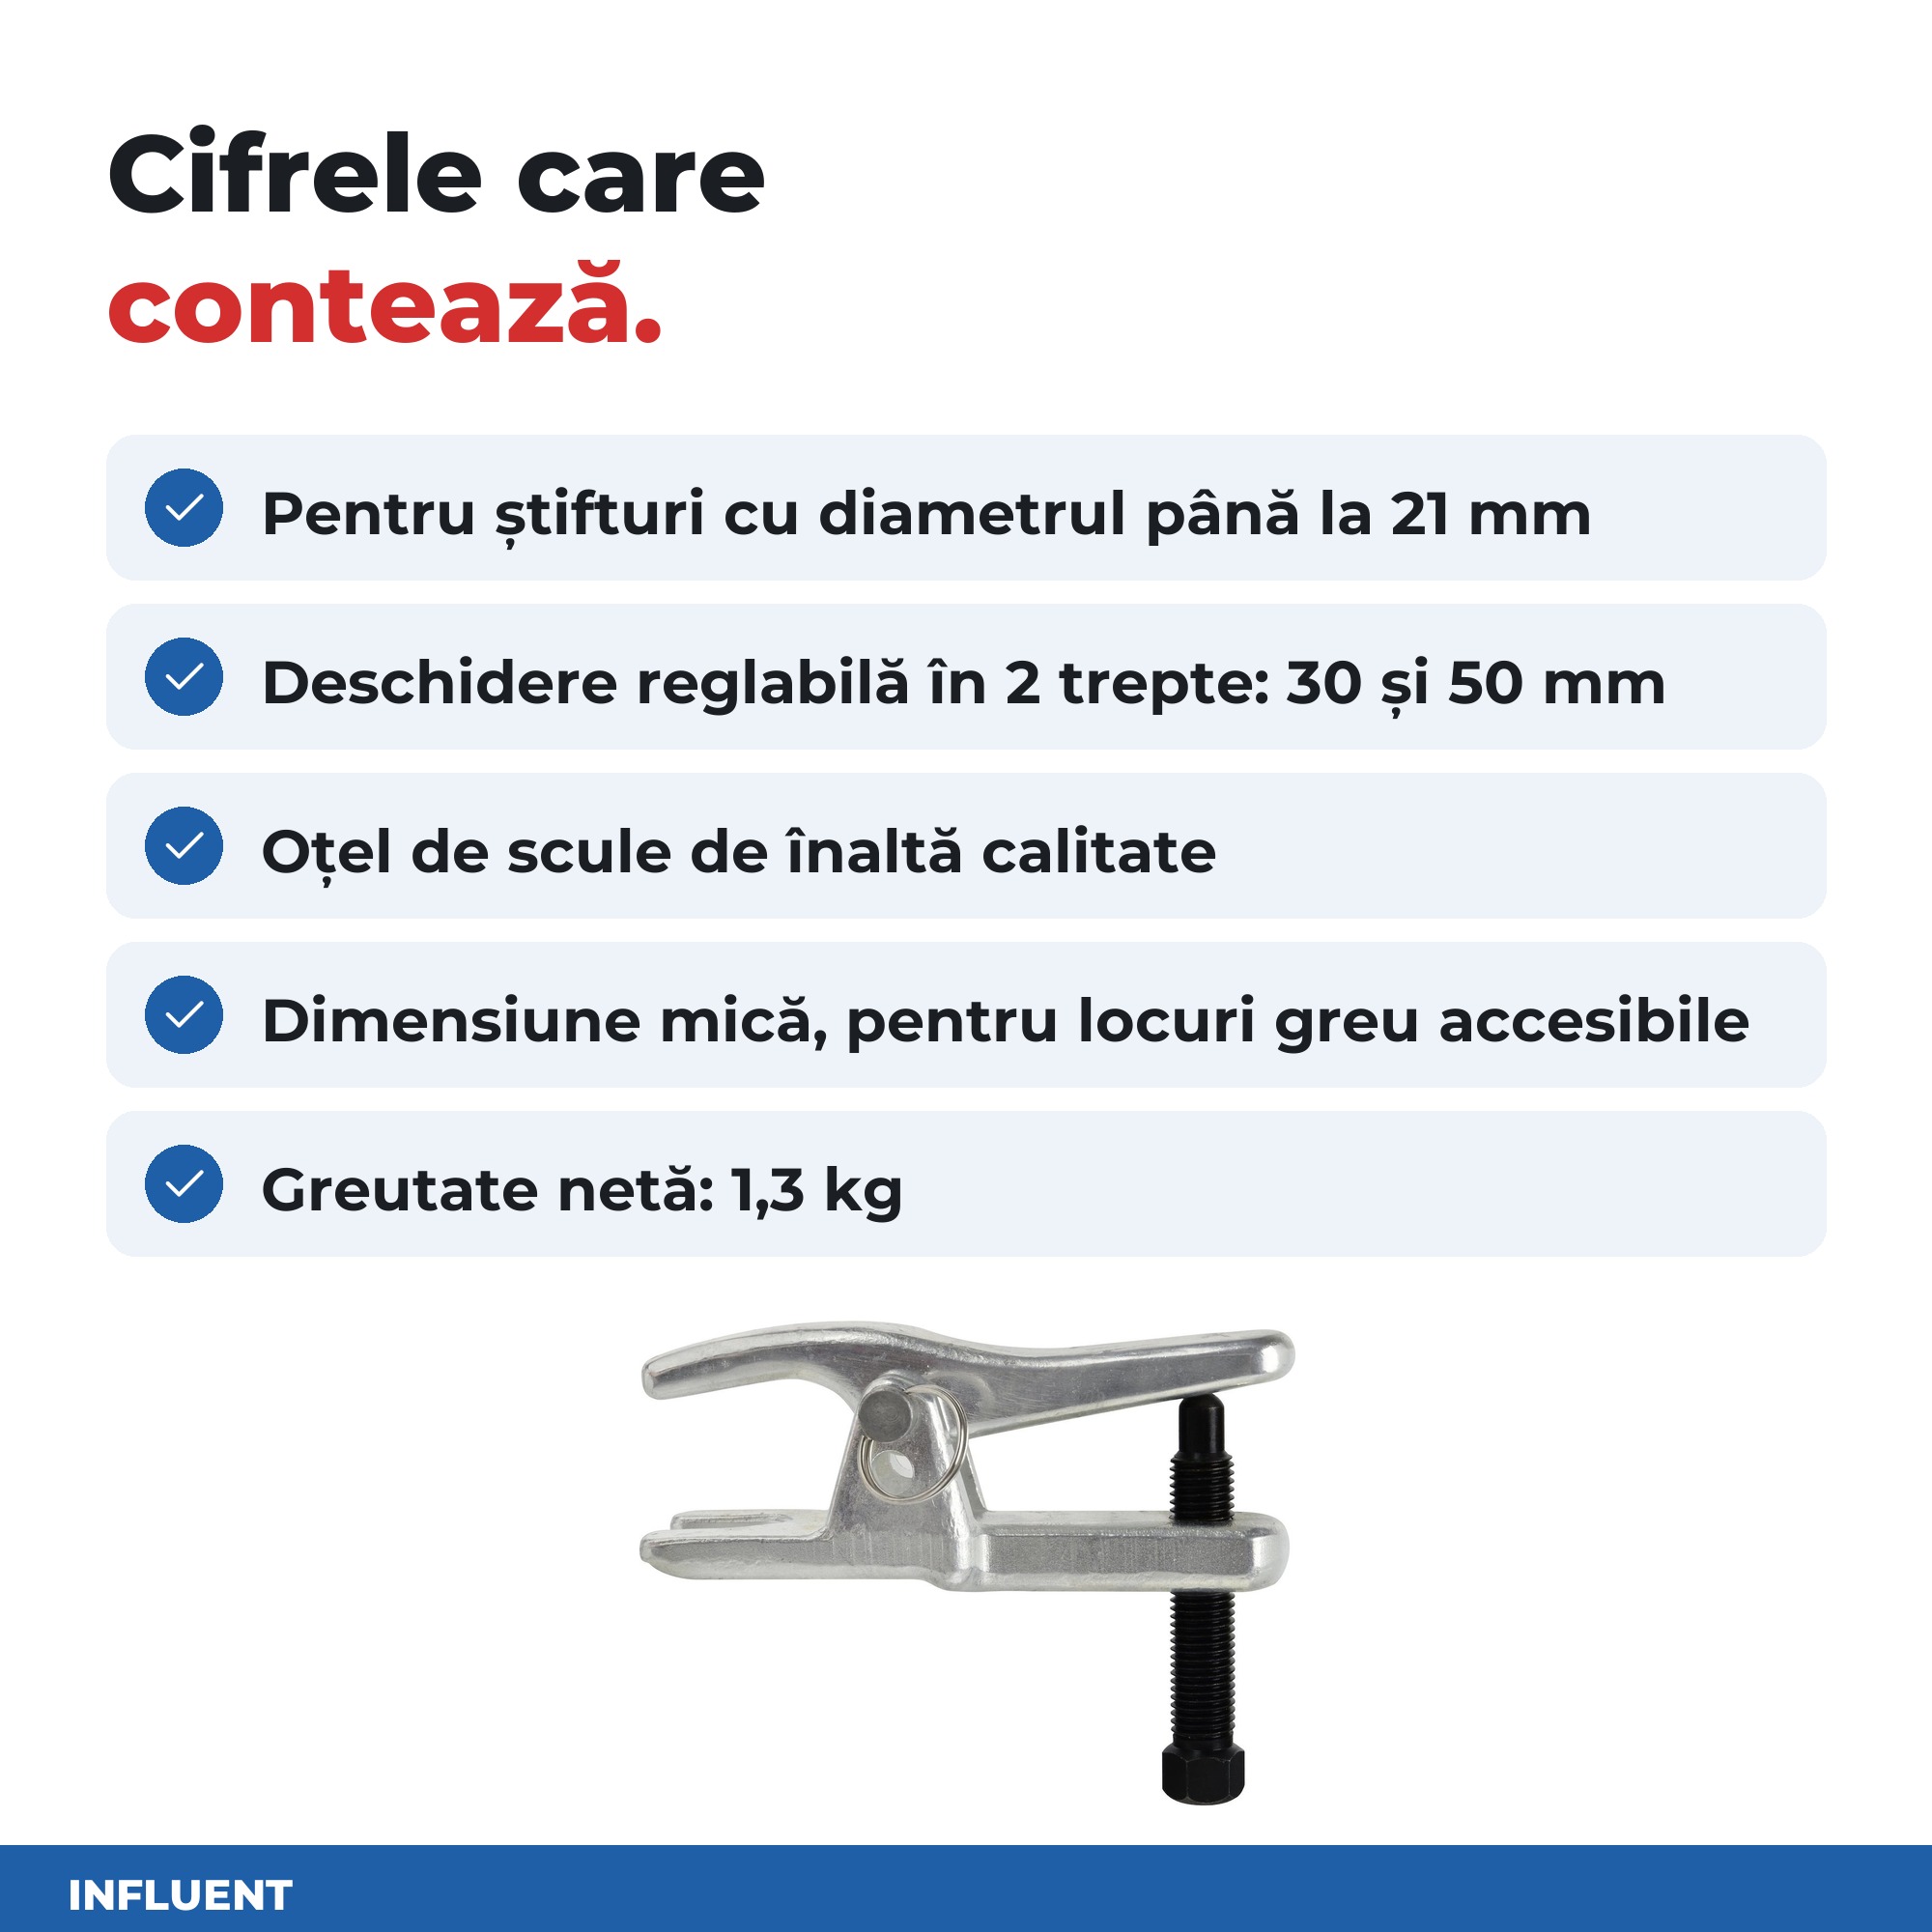 Cifrele care
contează.
Pentru știfturi cu diametrul până la 21 mm
Deschidere reglabilă în 2 trepte: 30 și 50 mm
Oțel de scule de înaltă calitate
Dimensiune mică, pentru locuri greu accesibile
Greutate netă: 1,3 kg
INFLUENT